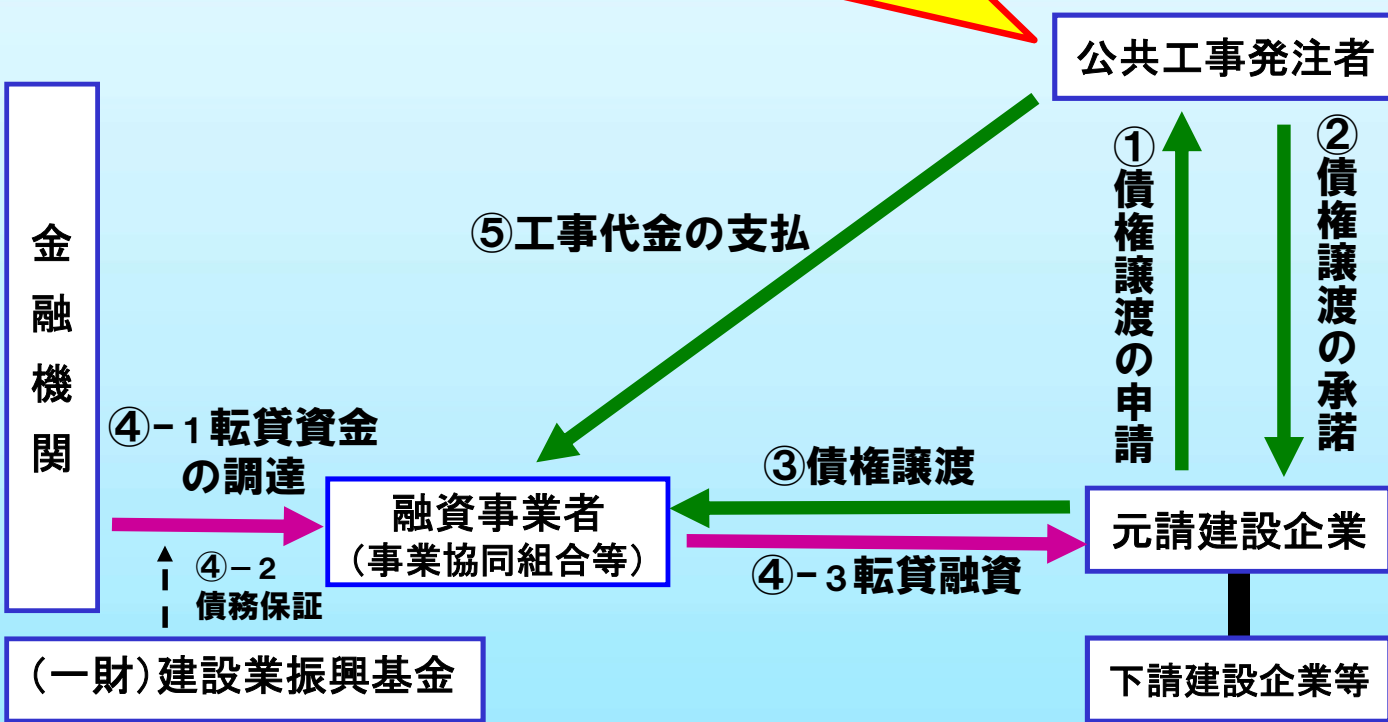 公共工事発注者
①債権譲渡の申請
②債権譲渡の承諾
金融機関
⑤工事代金の支払
④-1転貸資金
の調達
③債権譲渡
融資事業者
（事業協同組合等）
元請建設企業
④-3転貸融資
④－2
債務保証
（一財）建設業振興基金
下請建設企業等